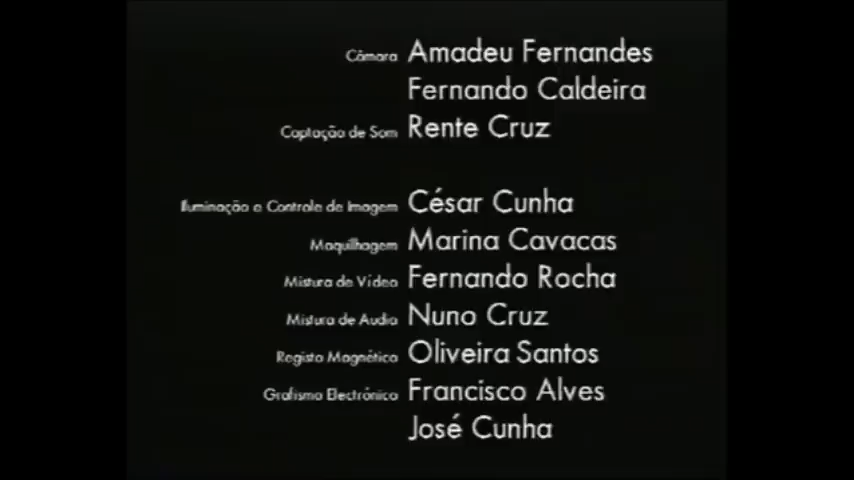 Câmara Amadeu Fernandes
Fernando Caldeira
Captação de Som Rente Cruz
Iluminação e Controle de Imagem César Cunha
Maquilhagem Marina Cavacas
Mistura de Vídeo Fernando Rocha
Mistura de Audio Nuno Cruz
Registo Magnético Oliveira Santos
Grafismo Electrónico Francisco Alves
José Cunha